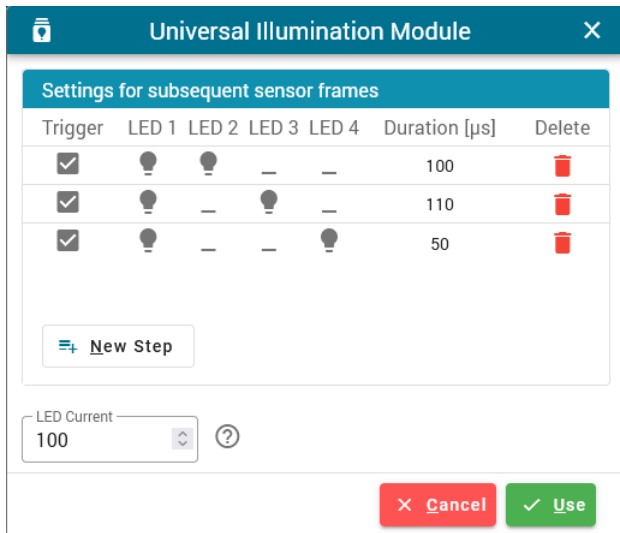 Universal Illumination Module
Settings for subsequent sensor frames
Trigger LED 1 LED 2 LED 3 LED 4 Duration [µs] Delete
100
110
50
New Step
LED Current
100
Cancel Use